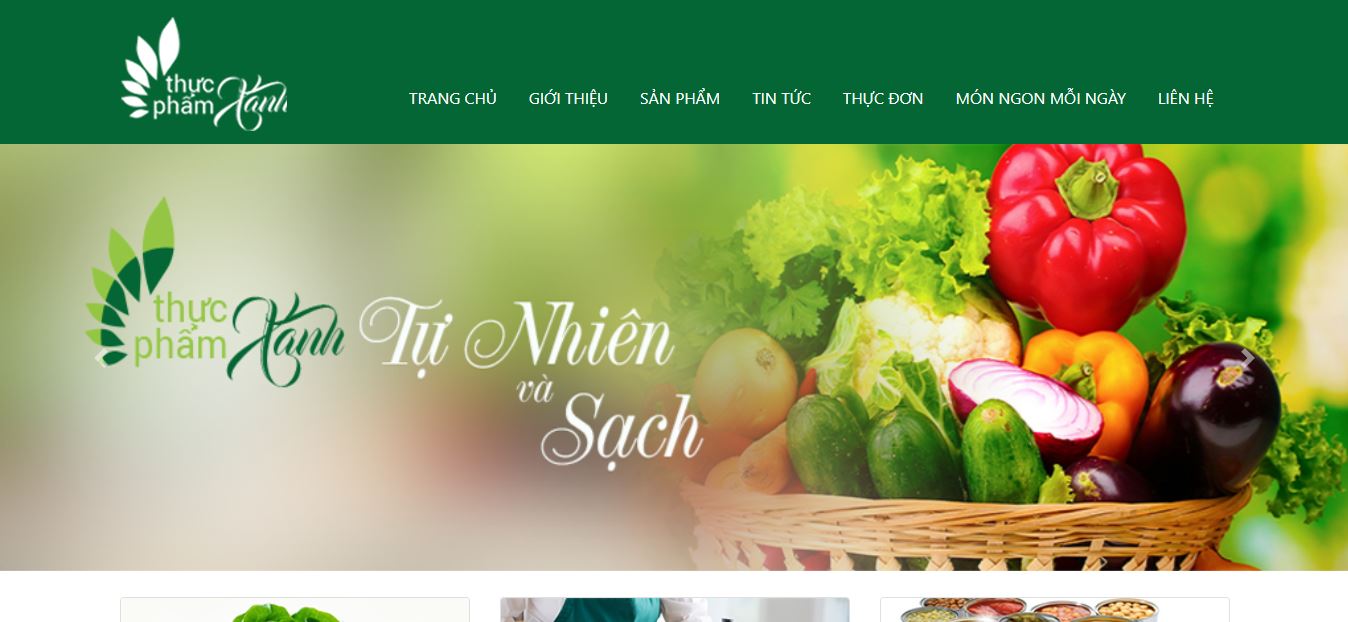 thực
phẩm Xanh
TRANG CHỦ GIỚI THIỆU SẢN PHẨM TIN TỨC THỰC ĐƠN MÓN NGON MỖI NGÀY LIÊN HỆ
thực
phẩm Xanh
Tự Nhiên
và
Sạch